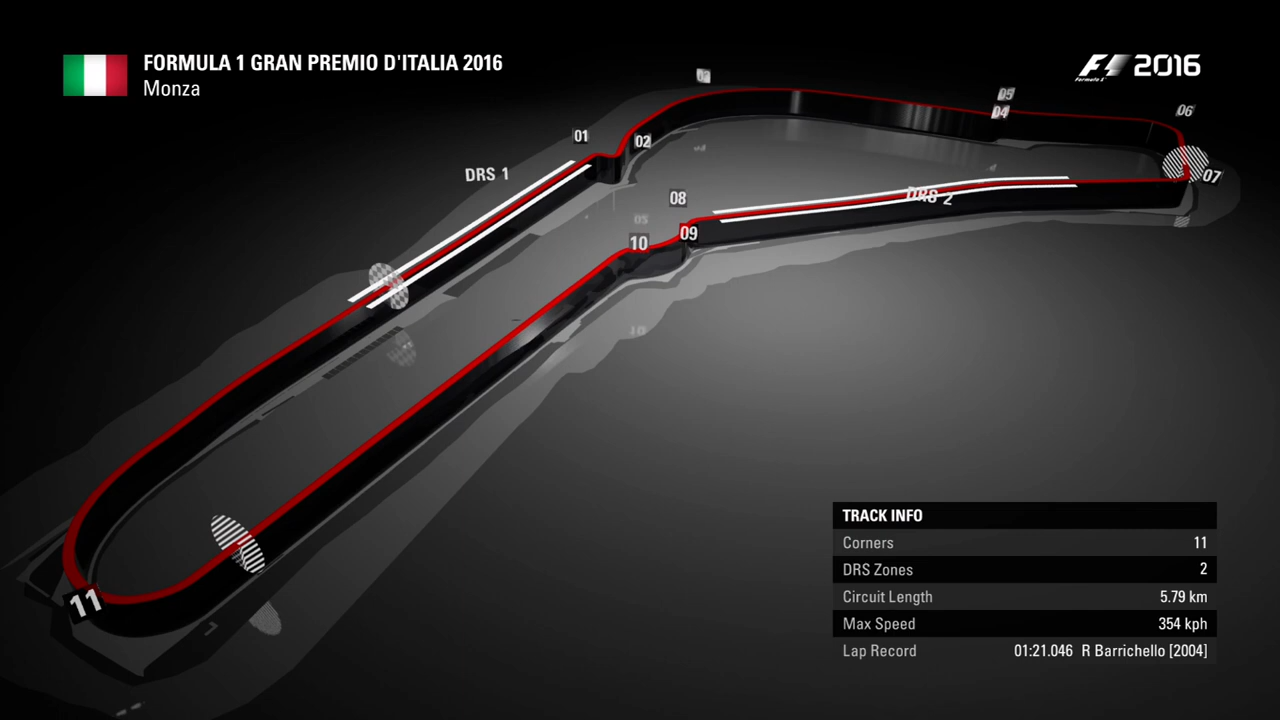 FORMULA 1 GRAN PREMIO D'ITALIA 2016
Monza
F1 2016
Formula 1
03
05
04
06
01
02
07
DRS 1
08
DRS 2
09
10
11
TRACK INFO
Corners 11
DRS Zones 2
Circuit Length 5.79 km
Max Speed 354 kph
Lap Record 01:21.046 R Barrichello [2004]